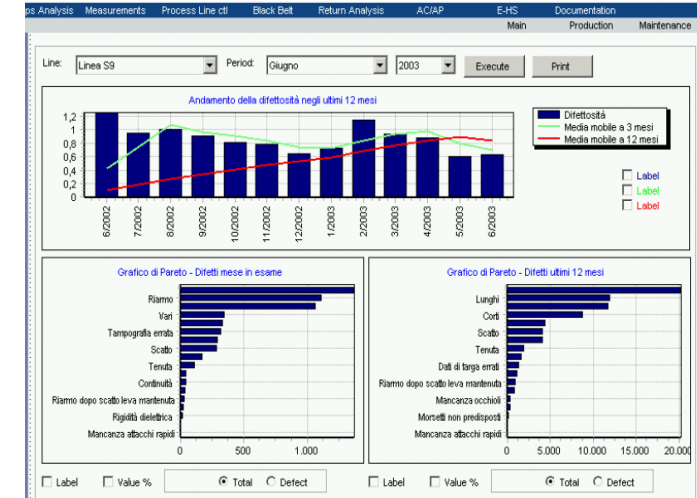 os Analysis Measurements Process Line ctl Black Belt Return Analysis AC/AP E-HS Documentation
Main Production Maintenance
Line: Linea S9 Period: Giugno 2003 Execute Print
Andamento della difettosità negli ultimi 12 mesi
1,2
1
0,8
0,6
0,4
0,2
0
6/2002 7/2002 8/2002 9/2002 10/2002 11/2002 12/2002 1/2003 2/2003 3/2003 4/2003 5/2003 6/2003
Difettosità
Media mobile a 3 mesi
Media mobile a 12 mesi
Label
Label
Label
Grafico di Pareto - Difetti mese in esame
Riarmo
Vari
Tampografia errata
Scatto
Tenuta
Continuità
Riarmo dopo scatto leva mantenuta
Rigidità dielettrica
Mancanza attacchi rapidi
0 500 1.000
Label Value % Total Defect
Grafico di Pareto - Difetti ultimi 12 mesi
Lunghi
Corti
Scatto
Tenuta
Dati di targa errati
Riarmo dopo scatto leva mantenuta
Mancanza occhioli
Morsetti non predisposti
Mancanza attacchi rapidi
0 5.000 10.000 15.000 20.000
Label Value % Total Defect